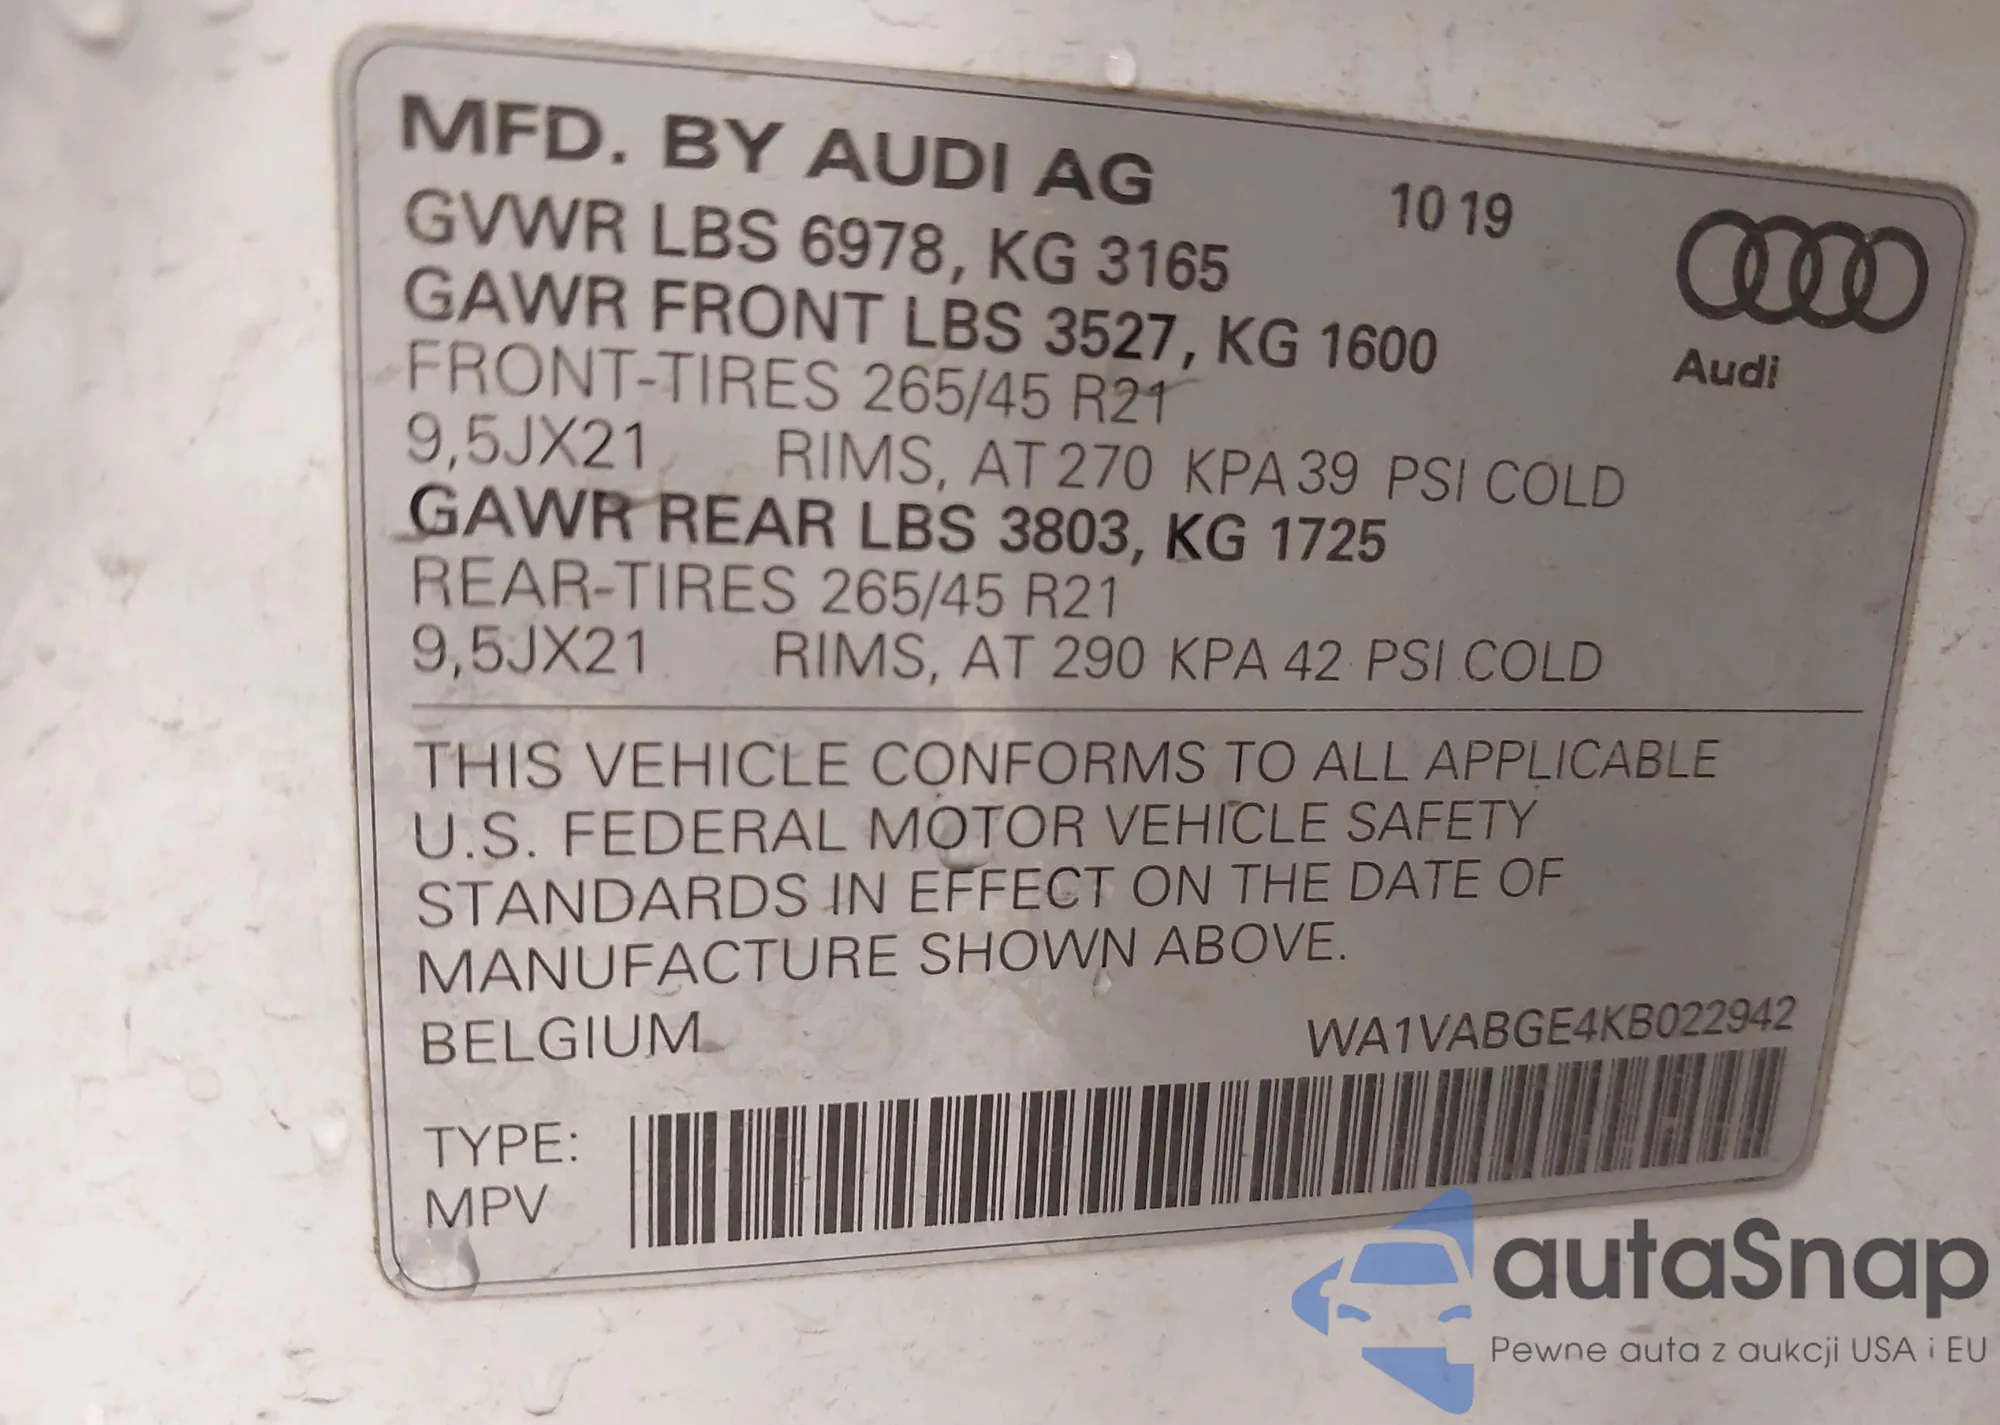 MFD. BY AUDI AG 10 19
GVWR LBS 6978, KG 3165
GAWR FRONT LBS 3527, KG 1600
Audi
FRONT-TIRES 265/45 R21
9,5JX21 RIMS, AT 270 KPA 39 PSI COLD
GAWR REAR LBS 3803, KG 1725
REAR-TIRES 265/45 R21
9,5JX21 RIMS, AT 290 KPA 42 PSI COLD
THIS VEHICLE CONFORMS TO ALL APPLICABLE
U.S. FEDERAL MOTOR VEHICLE SAFETY
STANDARDS IN EFFECT ON THE DATE OF
MANUFACTURE SHOWN ABOVE.
BELGIUM WA1VABGE4KB022942
TYPE:
MPV
autaSnap
Pewne auta z aukcji USA i EU